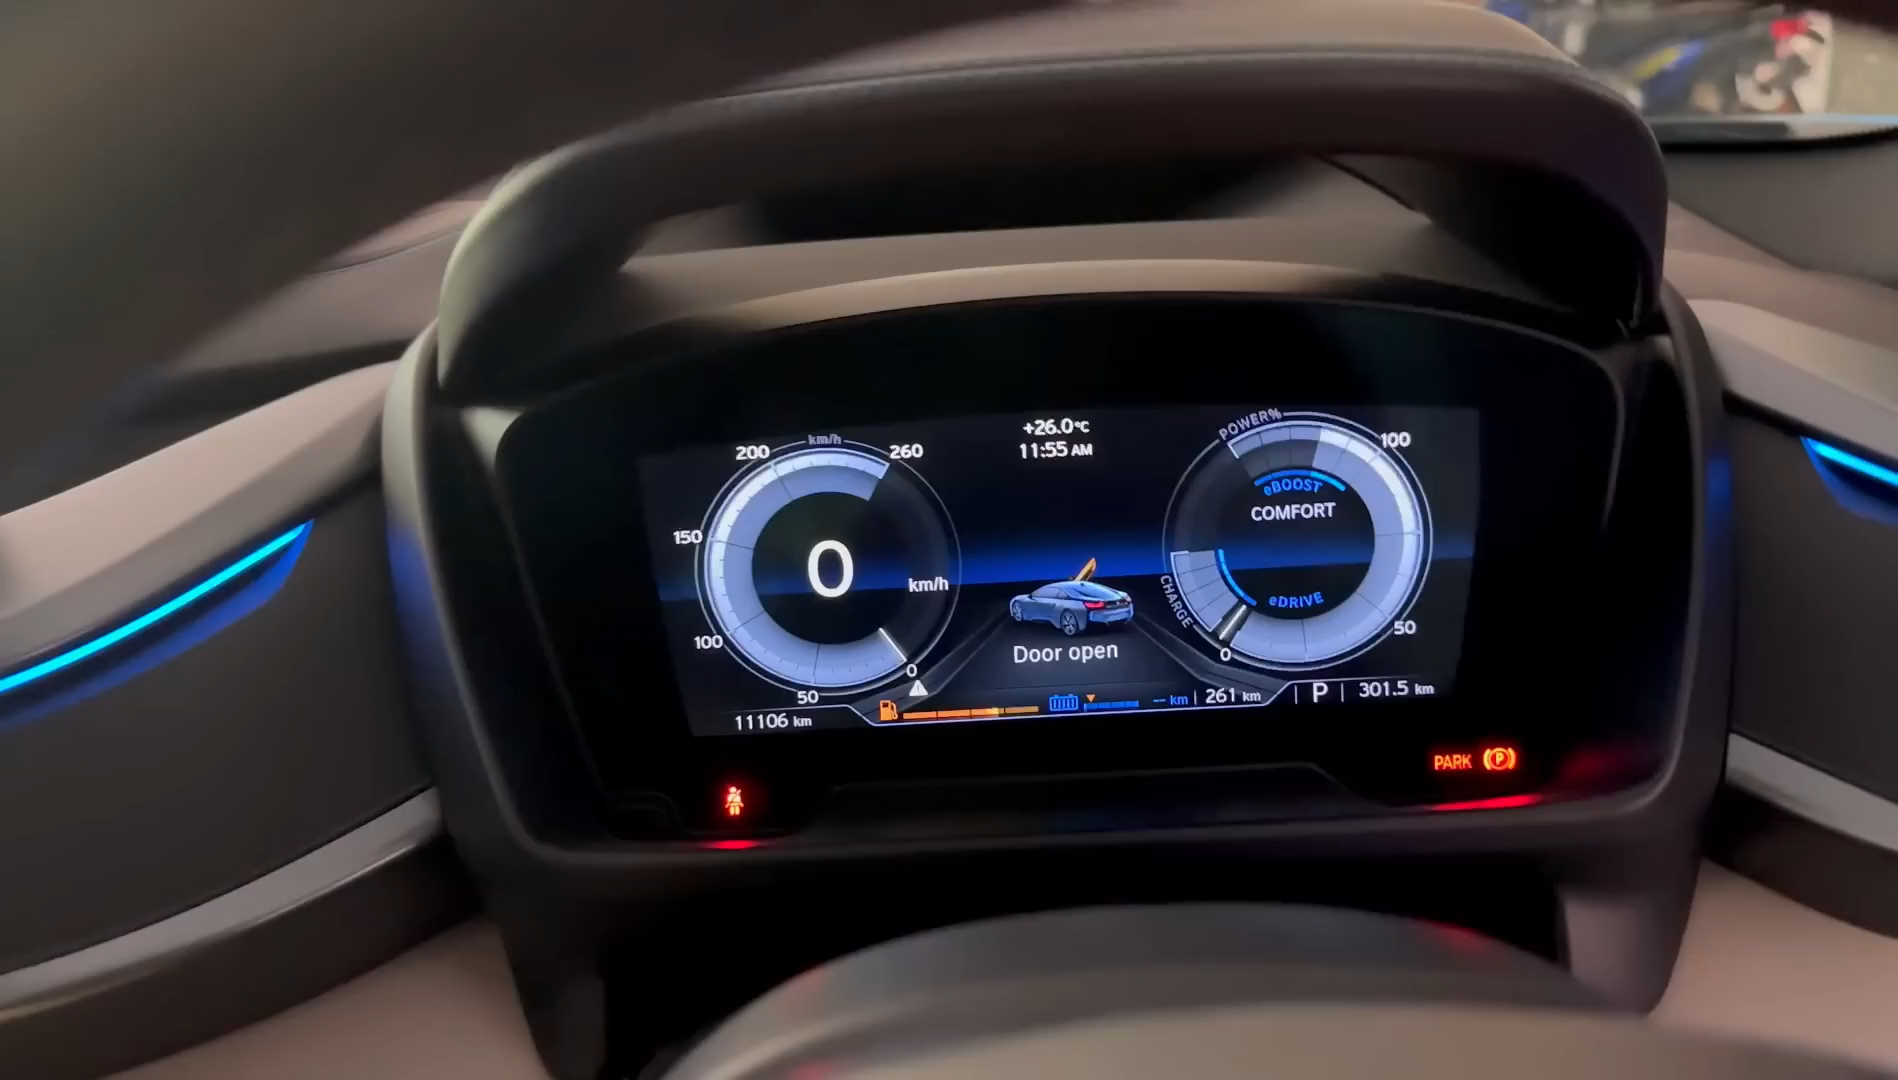 +26.0°C
11:55 AM
km/h
200
260
150
100
50
0
0
km/h
POWER%
100
eBOOST
COMFORT
CHARGE
eDRIVE
50
0
Door open
11106 km
-- km
261 km
P
301.5 km
PARK
P